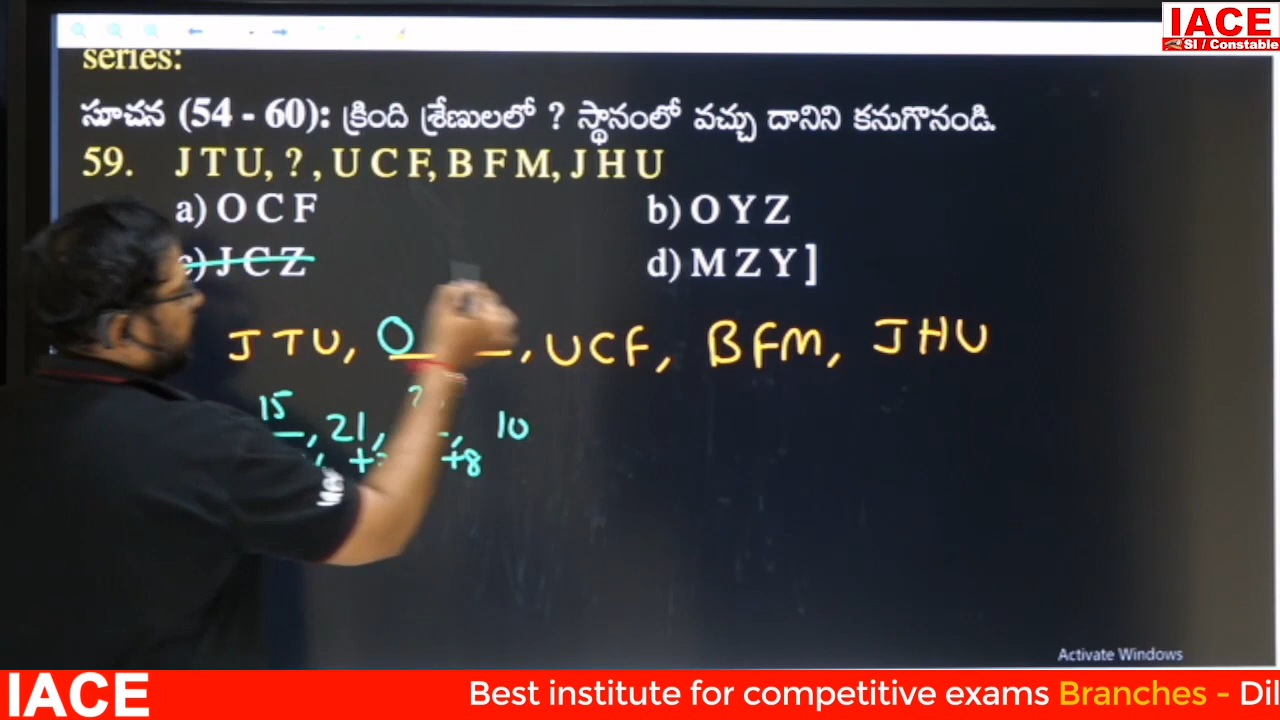 IACE
SI / Constable
series:
సూచన (54 - 60): క్రింది శ్రేణులలో ? స్థానంలో వచ్చు దానిని కనుగొనండి.
59. J T U, ? , U C F, B F M, J H U
a) O C F b) O Y Z
c) J C Z d) M Z Y ]
J T U, O , U C F, B F M, J H U
15, 21, 10
+8
Activate Windows
IACE Best institute for competitive exams Branches - Dil